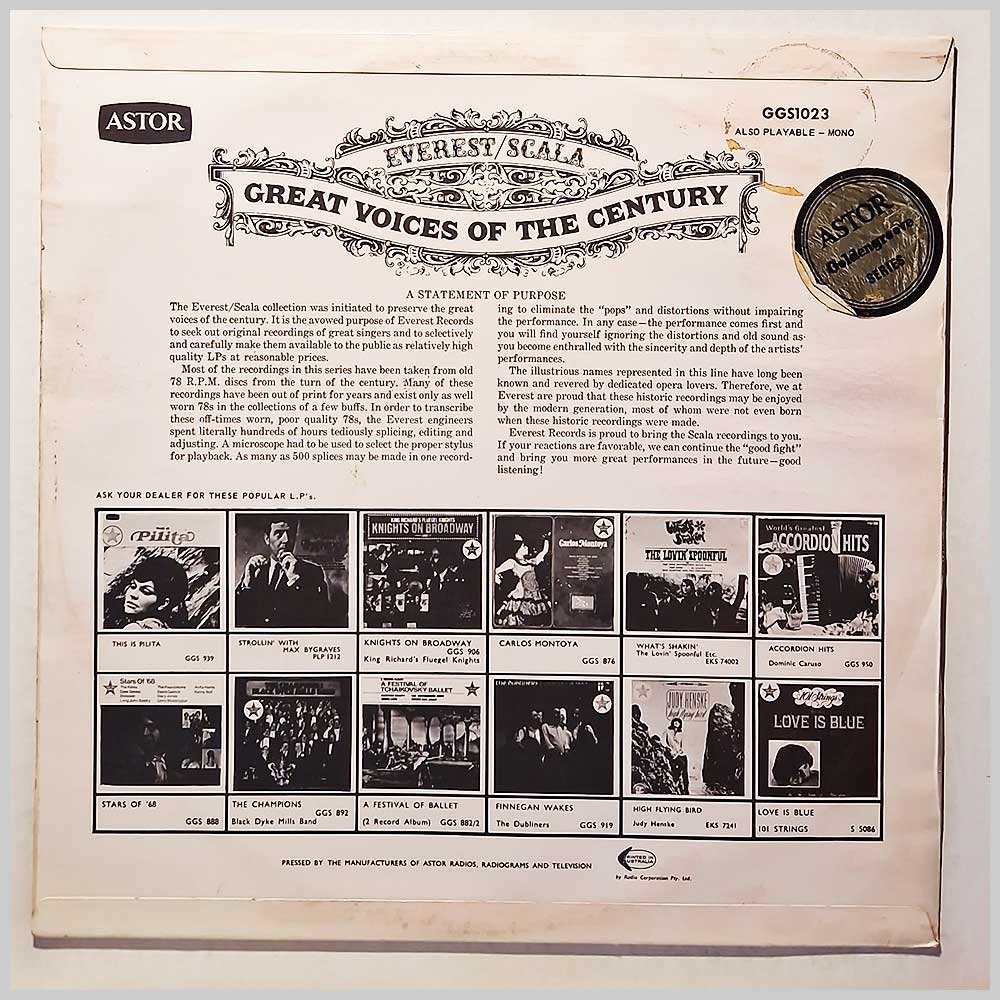 ASTOR
GGS1023
ALSO PLAYABLE – MONO
EVEREST/SCALA
GREAT VOICES OF THE CENTURY
ASTOR
Goldengroove
SERIES
A STATEMENT OF PURPOSE
The Everest/Scala collection was initiated to preserve the great
voices of the century. It is the avowed purpose of Everest Records
to seek out original recordings of great singers and to selectively
and carefully make them available to the public as relatively high
quality LPs at reasonable prices.
Most of the recordings in this series have been taken from old
78 R.P.M. discs from the turn of the century. Many of these
recordings have been out of print for years and exist only as well
worn 78s in the collections of a few buffs. In order to transcribe
these off-times worn, poor quality 78s, the Everest engineers
spent literally hundreds of hours tediously splicing, editing and
adjusting. A microscope had to be used to select the proper stylus
for playback. As many as 500 splices may be made in one record-
ing to eliminate the "pops" and distortions without impairing
the performance. In any case—the performance comes first and
you will find yourself ignoring the distortions and old sound as
you become enthralled with the sincerity and depth of the artists'
performances.
The illustrious names represented in this line have long been
known and revered by dedicated opera lovers. Therefore, we at
Everest are proud that these historic recordings may be enjoyed
by the modern generation, most of whom were not even born
when these historic recordings were made.
Everest Records is proud to bring the Scala recordings to you.
If your reactions are favorable, we can continue the "good fight"
and bring you more great performances in the future—good
listening!
ASK YOUR DEALER FOR THESE POPULAR L.P's.
Pilita
KING RICHARD'S FLUEGEL KNIGHTS
KNIGHTS ON BROADWAY
Carlos Montoya
What's Shakin'
THE LOVIN' SPOONFUL
World's Greatest
ACCORDION HITS
THIS IS PILITA
GGS 939
STROLLIN' WITH
MAX BYGRAVES
PLP 1212
KNIGHTS ON BROADWAY
GGS 906
King Richard's Fluegel Knights
CARLOS MONTOYA
GGS 876
WHAT'S SHAKIN'
The Lovin' Spoonful Etc.
EKS 74002
ACCORDION HITS
Dominic Caruso GGS 950
Stars Of '68
A FESTIVAL OF
TCHAIKOVSKY BALLET
the Dubliners
JUDY HENSKE
high flying bird
101 Strings
LOVE IS BLUE
STARS OF '68
GGS 888
THE CHAMPIONS
GGS 892
Black Dyke Mills Band
A FESTIVAL OF BALLET
(2 Record Album) GGS 882/2
FINNEGAN WAKES
The Dubliners GGS 919
HIGH FLYING BIRD
Judy Henske EKS 7241
LOVE IS BLUE
101 STRINGS S 5086
PRESSED BY THE MANUFACTURERS OF ASTOR RADIOS, RADIOGRAMS AND TELEVISION
PRINTED IN
AUSTRALIA
by Radio Corporation Pty. Ltd.